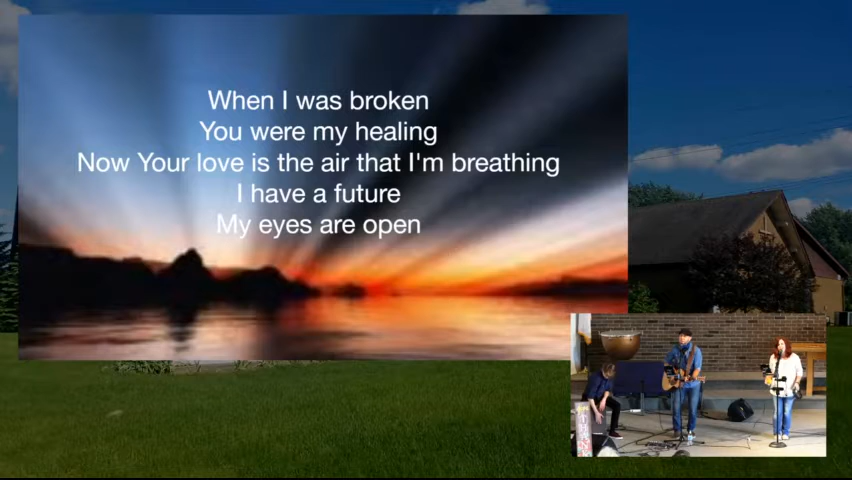 When I was broken
You were my healing
Now Your love is the air that I'm breathing
I have a future
My eyes are open